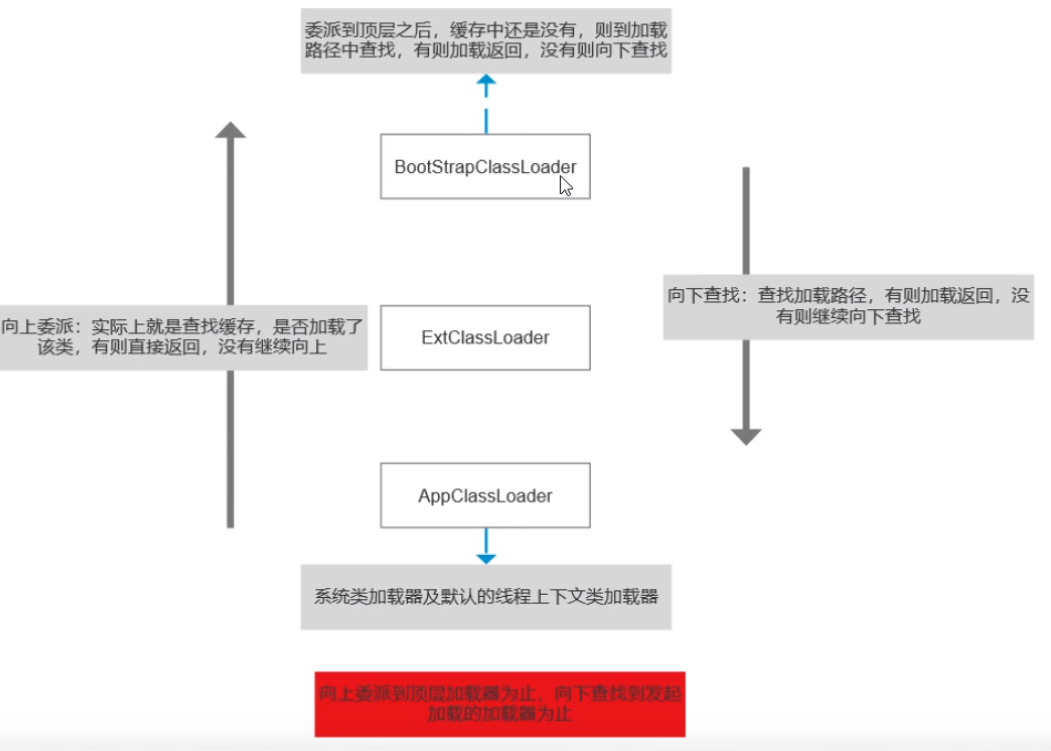 委派到顶层之后，缓存中还是没有，则到加载
路径中查找，有则加载返回，没有则向下查找
BootStrapClassLoader
向下查找：查找加载路径，有则加载返回，没
有则继续向下查找
向上委派：实际上就是查找缓存，是否加载了
该类，有则直接返回，没有继续向上
ExtClassLoader
AppClassLoader
系统类加载器及默认的线程上下文类加载器
向上委派到顶层加载器为止，向下查找到发起
加载的加载器为止